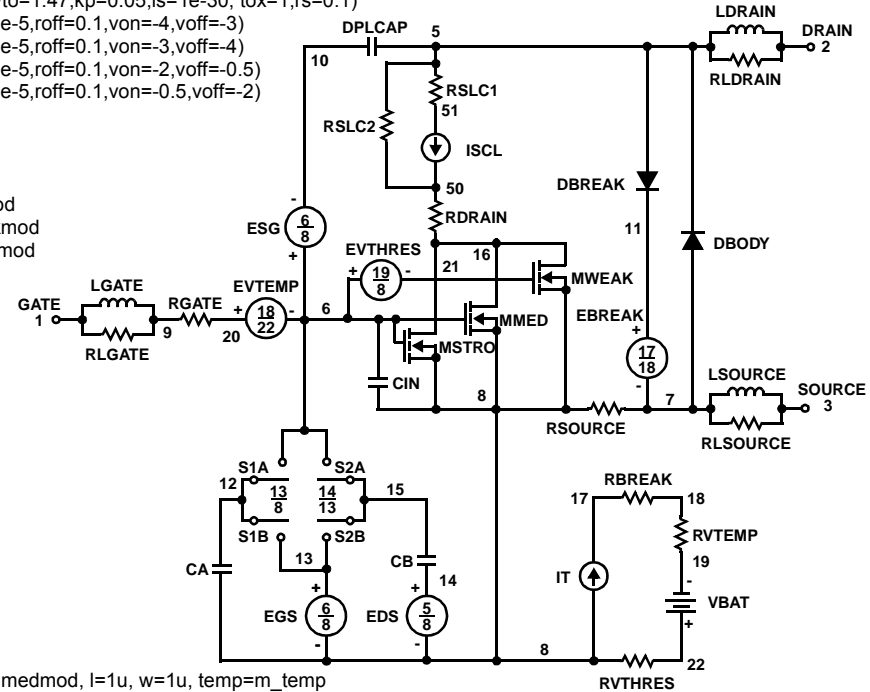 to=1.47,kp=0.05,is=1e-30, tox=1,rs=0.1)
e-5,roff=0.1,von=-4,voff=-3)
e-5,roff=0.1,von=-3,voff=-4)
e-5,roff=0.1,von=-2,voff=-0.5)
e-5,roff=0.1,von=-0.5,voff=-2)
LDRAIN
DPLCAP 5 DRAIN
2
10
RLDRAIN
RSLC1
51
RSLC2
ISCL
50
DBREAK
RDRAIN
-
ESG 6
8
+
11
DBODY
EVTHRES
16
21
+ 19 -
8
MWEAK
LGATE
EVTEMP
GATE
1
RGATE
+ 18 -
22
6
EBREAK
+
MMED
9
20
MSTRO
RLGATE
17
18
-
LSOURCE
CIN
8
7
SOURCE
3
RSOURCE
RLSOURCE
S1A
S2A
12
13
8
14
13
15
RBREAK
17
18
S1B
S2B
RVTEMP
13
CB
19
CA
14
IT
-
+
+
VBAT
EGS 6
8
EDS 5
8
+
-
-
8
22
RVTHRES
medmod, l=1u, w=1u, temp=m_temp